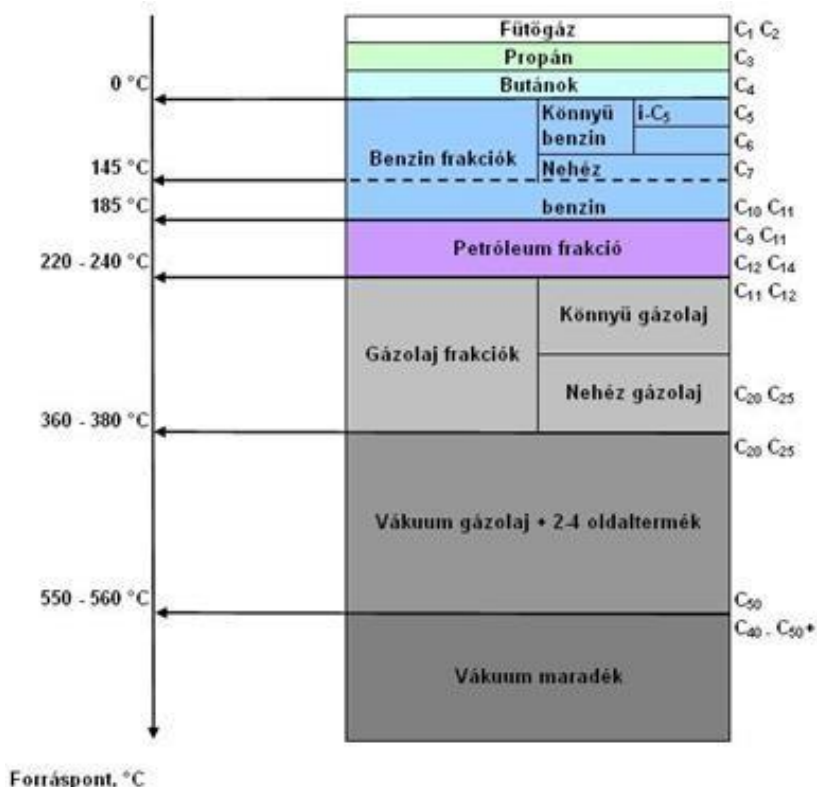 Fűtőgáz C₁ C₂
Propán C₃
0 °C Butánok C₄
Könnyű i-C₅ C₅
benzin C₆
Benzin frakciók
145 °C Nehéz C₇
185 °C benzin C₁₀ C₁₁
C₉ C₁₁
Petróleum frakció
220 - 240 °C C₁₂ C₁₄
C₁₁ C₁₂
Könnyű gázolaj
Gázolaj frakciók
Nehéz gázolaj C₂₀ C₂₅
360 - 380 °C
C₂₀ C₂₅
Vákuum gázolaj + 2-4 oldaltermék
550 - 560 °C C₅₀
C₄₀ - C₅₀+
Vákuum maradék
Forráspont, °C